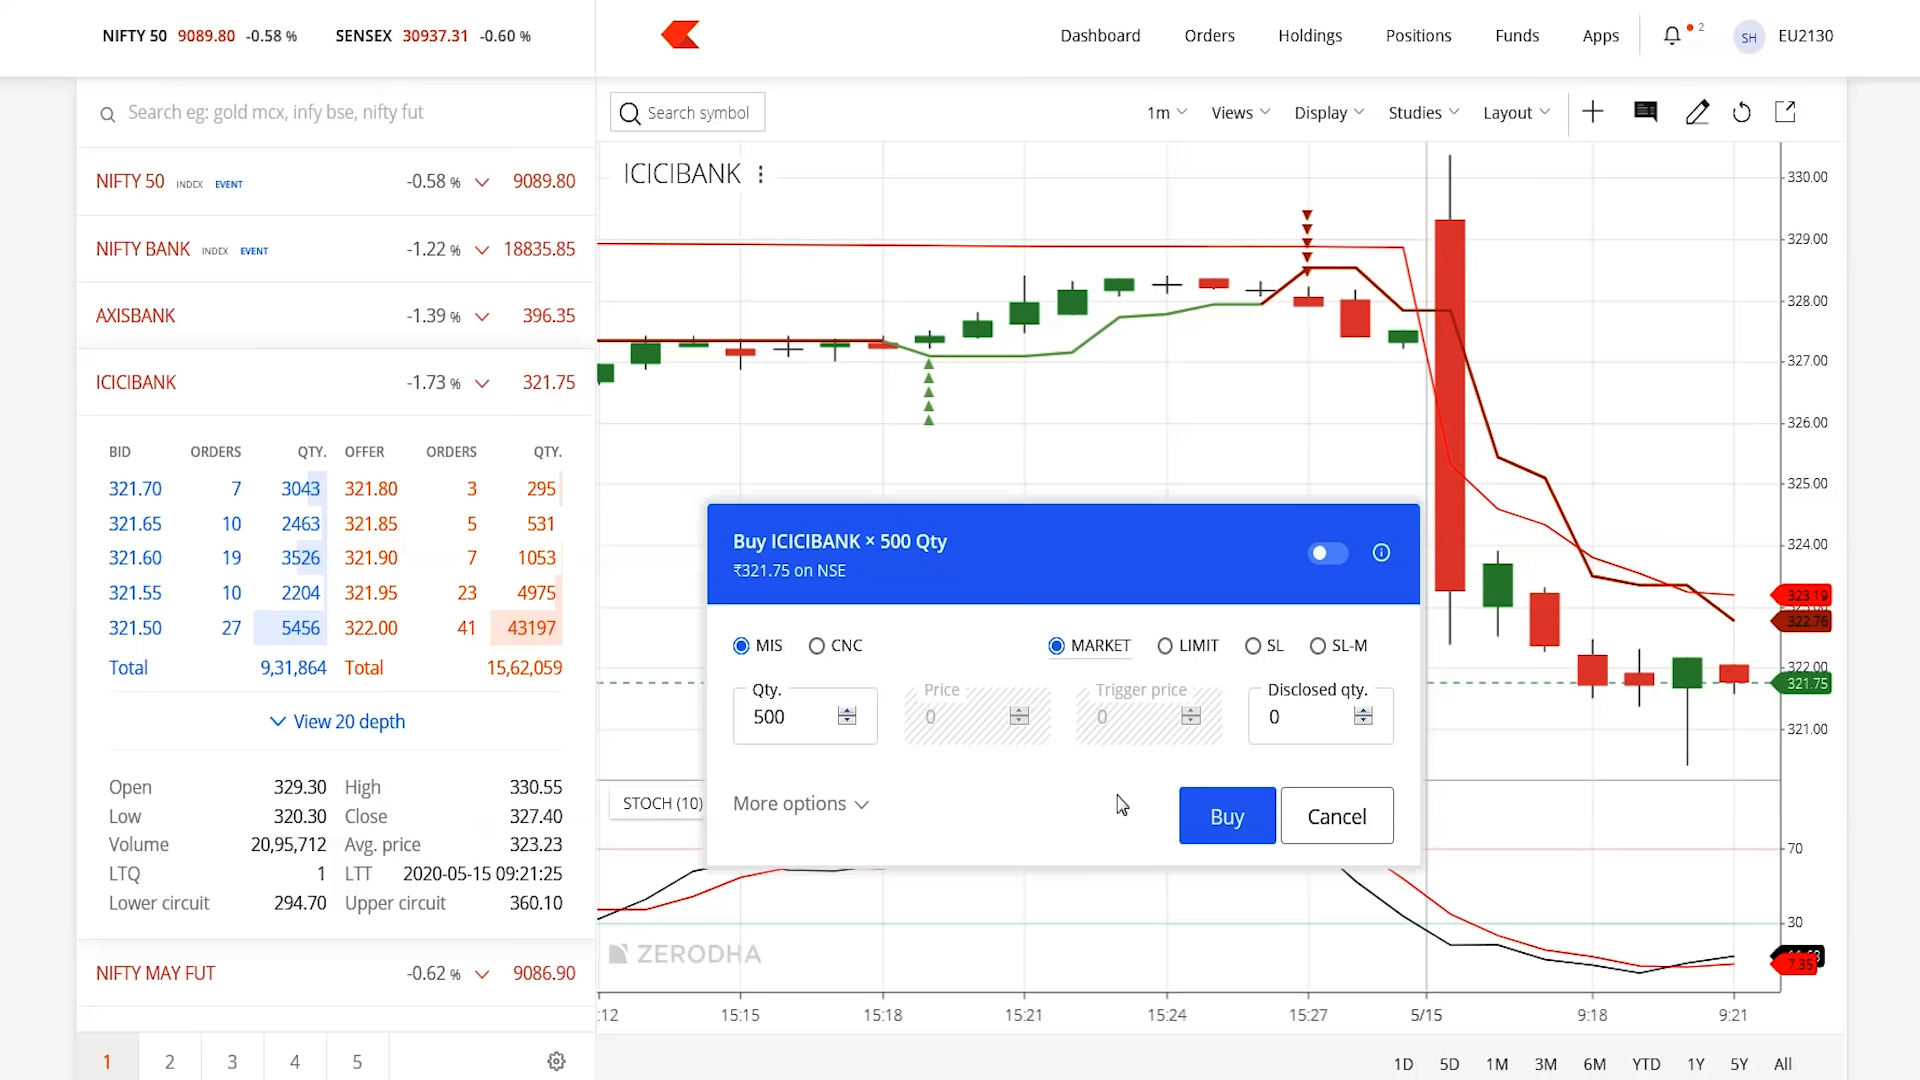 NIFTY 50 9089.80 -0.58 % SENSEX 30937.31 -0.60 %
Dashboard Orders Holdings Positions Funds Apps 2 SH EU2130
Search eg: gold mcx, infy bse, nifty fut
NIFTY 50 INDEX EVENT -0.58 % 9089.80
NIFTY BANK INDEX EVENT -1.22 % 18835.85
AXISBANK -1.39 % 396.35
ICICIBANK -1.73 % 321.75
BID ORDERS QTY. OFFER ORDERS QTY.
321.70 7 3043 321.80 3 295
321.65 10 2463 321.85 5 531
321.60 19 3526 321.90 7 1053
321.55 10 2204 321.95 23 4975
321.50 27 5456 322.00 41 43197
Total 9,31,864 Total 15,62,059
View 20 depth
Open 329.30 High 330.55
Low 320.30 Close 327.40
Volume 20,95,712 Avg. price 323.23
LTQ 1 LTT 2020-05-15 09:21:25
Lower circuit 294.70 Upper circuit 360.10
NIFTY MAY FUT -0.62 % 9086.90
1 2 3 4 5
Search symbol 1m Views Display Studies Layout
ICICIBANK
330.00
329.00
328.00
327.00
326.00
325.00
324.00
323.19
322.76
322.00
321.75
321.00
Buy ICICIBANK × 500 Qty
₹321.75 on NSE
MIS CNC MARKET LIMIT SL SL-M
Qty. Price Trigger price Disclosed qty.
500 0 0 0
More options Buy Cancel
STOCH (10)
70
30
7.35
ZERODHA
:12 15:15 15:18 15:21 15:24 15:27 5/15 9:18 9:21
1D 5D 1M 3M 6M YTD 1Y 5Y All